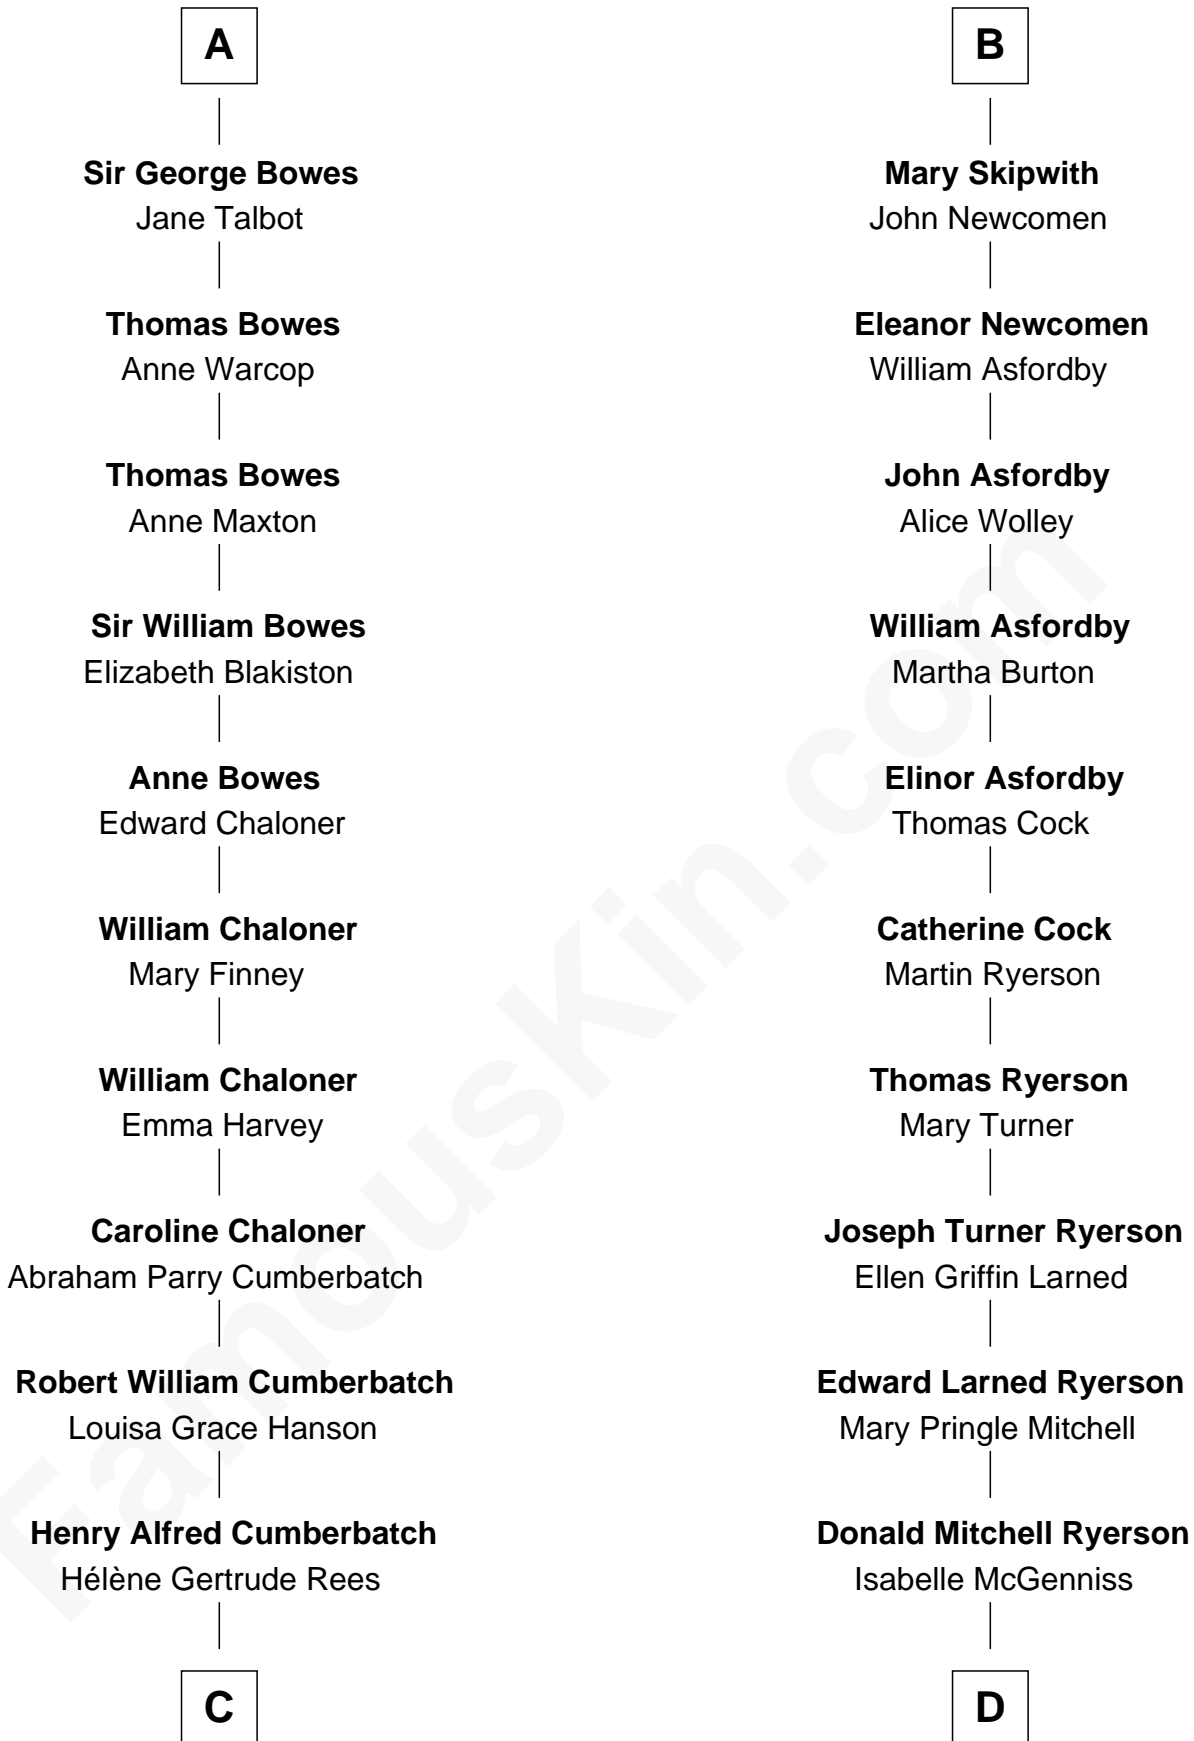 A
Sir George Bowes
Jane Talbot
Thomas Bowes
Anne Warcop
Thomas Bowes
Anne Maxton
Sir William Bowes
Elizabeth Blakiston
Anne Bowes
Edward Chaloner
William Chaloner
Mary Finney
William Chaloner
Emma Harvey
Caroline Chaloner
Abraham Parry Cumberbatch
Robert William Cumberbatch
Louisa Grace Hanson
Henry Alfred Cumberbatch
Hélène Gertrude Rees
C
B
Mary Skipwith
John Newcomen
Eleanor Newcomen
William Asfordby
John Asfordby
Alice Wolley
William Asfordby
Martha Burton
Elinor Asfordby
Thomas Cock
Catherine Cock
Martin Ryerson
Thomas Ryerson
Mary Turner
Joseph Turner Ryerson
Ellen Griffin Larned
Edward Larned Ryerson
Mary Pringle Mitchell
Donald Mitchell Ryerson
Isabelle McGenniss
D
FamousKin.com